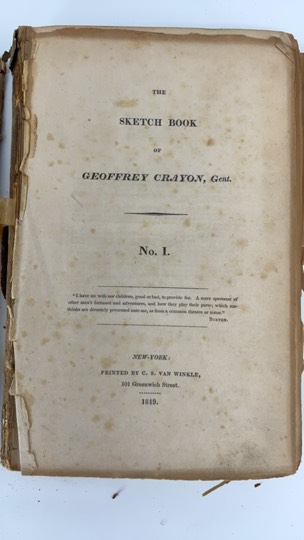 THE
SKETCH BOOK
OF
GEOFFREY CRAYON, Gent.
No. I.
"I have no wife nor children, good or bad, to provide for. A mere spectator of
other men's fortunes and adventures, and how they play their parts; which me-
thinks are diversely presented unto me, as from a common theatre or scene."
BURTON.
NEW-YORK:
PRINTED BY C. S. VAN WINKLE,
101 Greenwich Street.
1819.